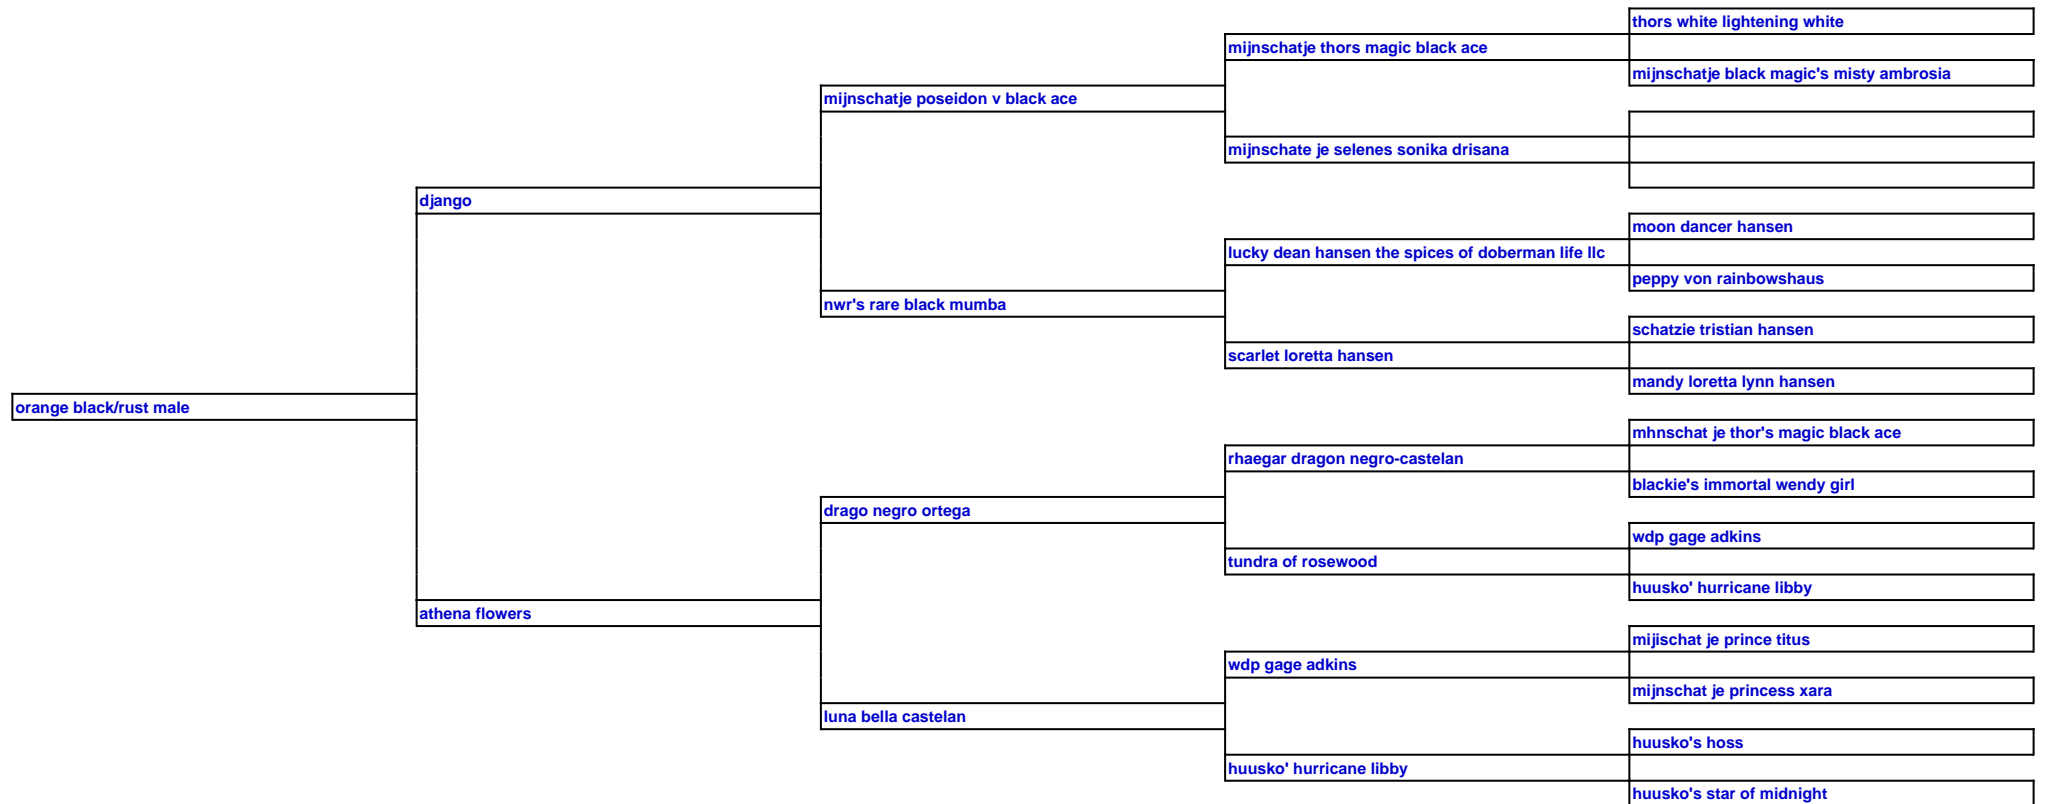 thors white lightening white
mijnschatje thors magic black ace
mijnschatje black magic's misty ambrosia
mijnschatje poseidon v black ace
mijnschate je selenes sonika drisana
django
moon dancer hansen
lucky dean hansen the spices of doberman life llc
peppy von rainbowshaus
nwr's rare black mumba
schatzie tristian hansen
scarlet loretta hansen
mandy loretta lynn hansen
orange black/rust male
mhnschat je thor's magic black ace
rhaegar dragon negro-castelan
blackie's immortal wendy girl
drago negro ortega
wdp gage adkins
tundra of rosewood
huusko' hurricane libby
athena flowers
mijischat je prince titus
wdp gage adkins
mijnschat je princess xara
luna bella castelan
huusko's hoss
huusko' hurricane libby
huusko's star of midnight